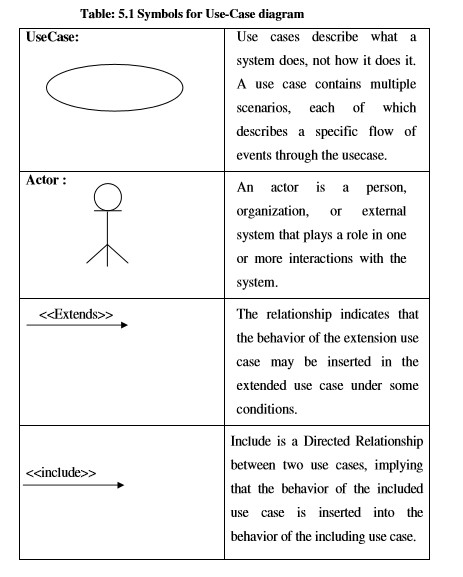 Table: 5.1 Symbols for Use-Case diagram
UseCase:
Use cases describe what a
system does, not how it does it.
A use case contains multiple
scenarios, each of which
describes a specific flow of
events through the usecase.
Actor :
An actor is a person,
organization, or external
system that plays a role in one
or more interactions with the
system.
<<Extends>>
The relationship indicates that
the behavior of the extension use
case may be inserted in the
extended use case under some
conditions.
<<include>>
Include is a Directed Relationship
between two use cases, implying
that the behavior of the included
use case is inserted into the
behavior of the including use case.